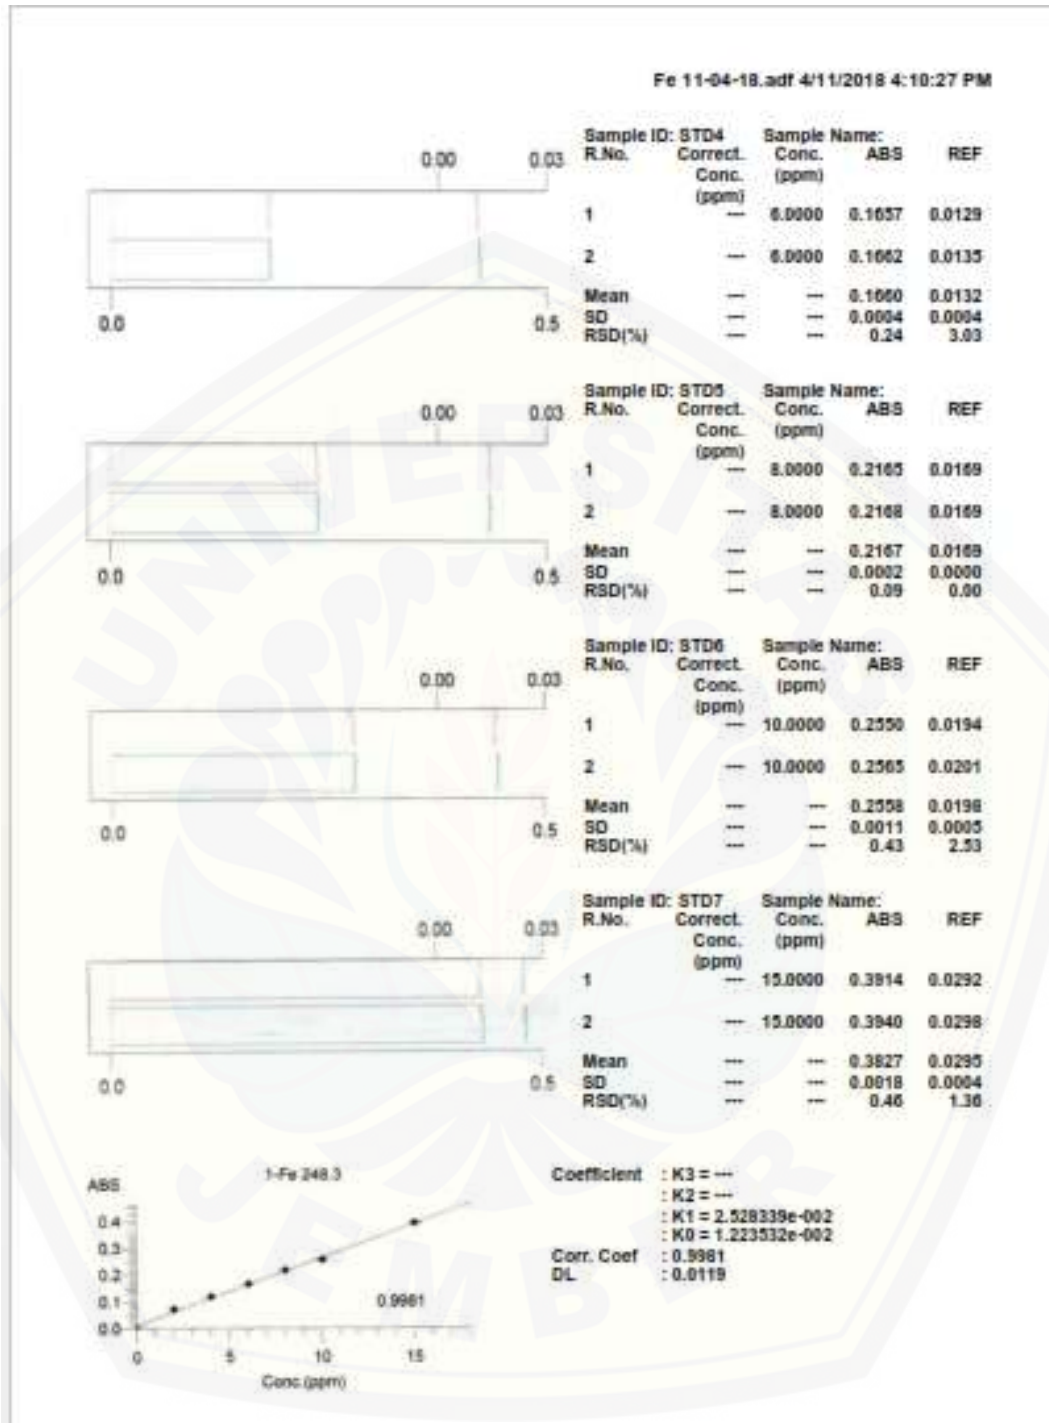 Fe 11-04-18.adf 4/11/2018 4:10:27 PM
0.00 0.03
0.0 0.5
Sample ID: STD4 Sample Name:
R.No. Correct. Conc. ABS REF
Conc. (ppm)
(ppm)
1 --- 6.0000 0.1657 0.0129
2 --- 6.0000 0.1662 0.0135
Mean --- --- 0.1660 0.0132
SD --- --- 0.0004 0.0004
RSD(%) --- --- 0.24 3.03
0.00 0.03
0.0 0.5
Sample ID: STD5 Sample Name:
R.No. Correct. Conc. ABS REF
Conc. (ppm)
(ppm)
1 --- 8.0000 0.2165 0.0169
2 --- 8.0000 0.2168 0.0169
Mean --- --- 0.2167 0.0169
SD --- --- 0.0002 0.0000
RSD(%) --- --- 0.09 0.00
0.00 0.03
0.0 0.5
Sample ID: STD6 Sample Name:
R.No. Correct. Conc. ABS REF
Conc. (ppm)
(ppm)
1 --- 10.0000 0.2550 0.0194
2 --- 10.0000 0.2565 0.0201
Mean --- --- 0.2558 0.0198
SD --- --- 0.0011 0.0005
RSD(%) --- --- 0.43 2.53
0.00 0.03
0.0 0.5
Sample ID: STD7 Sample Name:
R.No. Correct. Conc. ABS REF
Conc. (ppm)
(ppm)
1 --- 15.0000 0.3914 0.0292
2 --- 15.0000 0.3940 0.0298
Mean --- --- 0.3827 0.0295
SD --- --- 0.0018 0.0004
RSD(%) --- --- 0.46 1.36
1-Fe 248.3
ABS
0.4
0.3
0.2
0.1
0.0
0.9981
0 5 10 15
Conc.(ppm)
Coefficient : K3 = ---
: K2 = ---
: K1 = 2.528339e-002
: K0 = 1.223532e-002
Corr. Coef : 0.9981
DL : 0.0119
UNIVERSITAS
JEMBER